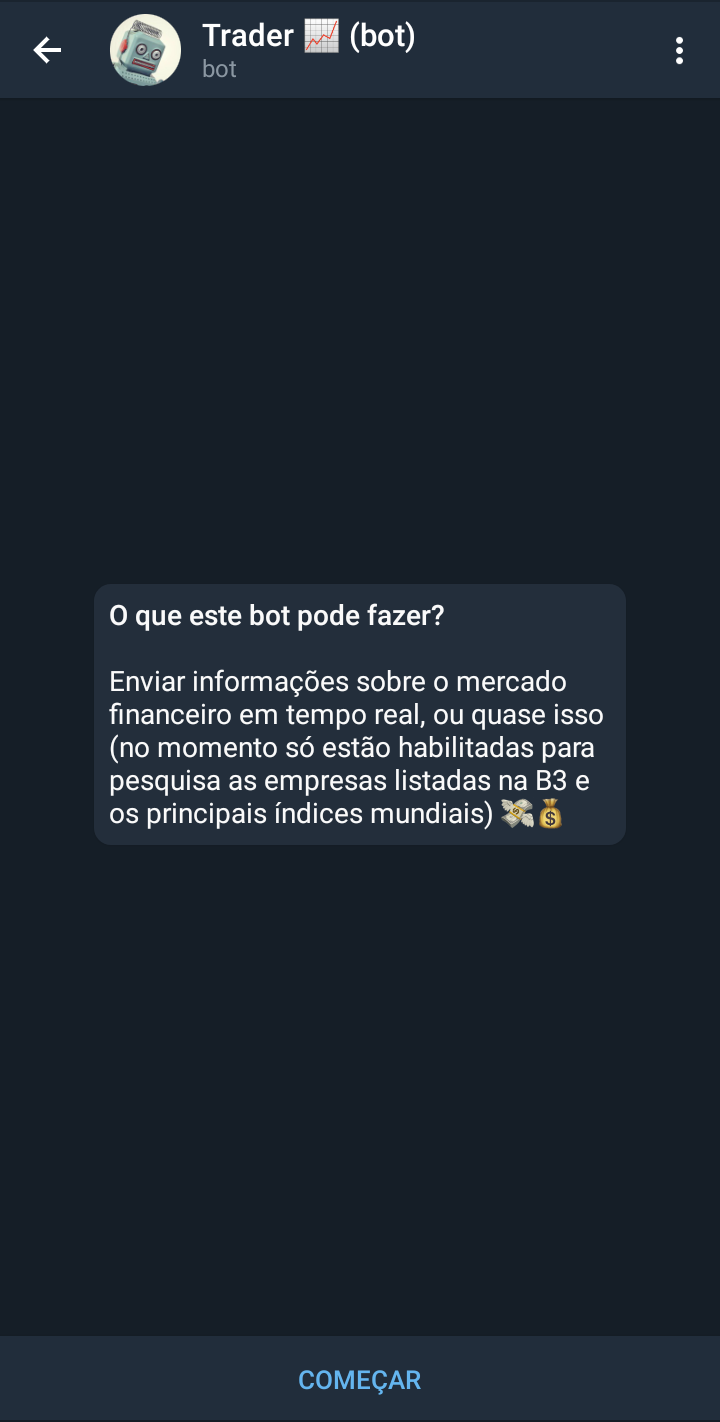 Trader 📈 (bot)
bot
O que este bot pode fazer?
Enviar informações sobre o mercado
financeiro em tempo real, ou quase isso
(no momento só estão habilitadas para
pesquisa as empresas listadas na B3 e
os principais índices mundiais) 💸💰
COMEÇAR